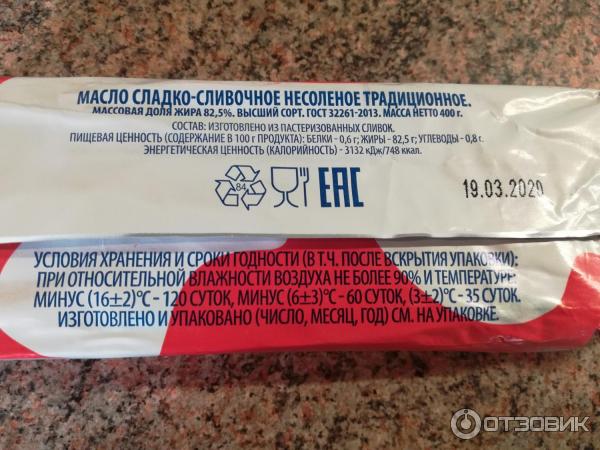 МАСЛО СЛАДКО-СЛИВОЧНОЕ НЕСОЛЕНОЕ ТРАДИЦИОННОЕ.
МАССОВАЯ ДОЛЯ ЖИРА 82,5%. ВЫСШИЙ СОРТ. ГОСТ 32261-2013. МАССА НЕТТО 400 г.
СОСТАВ: ИЗГОТОВЛЕНО ИЗ ПАСТЕРИЗОВАННЫХ СЛИВОК.
ПИЩЕВАЯ ЦЕННОСТЬ (СОДЕРЖАНИЕ В 100 г ПРОДУКТА): БЕЛКИ - 0,6 г; ЖИРЫ - 82,5 г; УГЛЕВОДЫ - 0,8 г.
ЭНЕРГЕТИЧЕСКАЯ ЦЕННОСТЬ (КАЛОРИЙНОСТЬ) - 3132 кДж/748 ккал.
84
EAC
19.03.2020
УСЛОВИЯ ХРАНЕНИЯ И СРОКИ ГОДНОСТИ (В Т.Ч. ПОСЛЕ ВСКРЫТИЯ УПАКОВКИ):
ПРИ ОТНОСИТЕЛЬНОЙ ВЛАЖНОСТИ ВОЗДУХА НЕ БОЛЕЕ 90% И ТЕМПЕРАТУРЕ:
МИНУС (16±2)°С - 120 СУТОК, МИНУС (6±3)°С - 60 СУТОК, (3±2)°С - 35 СУТОК.
ИЗГОТОВЛЕНО И УПАКОВАНО (ЧИСЛО, МЕСЯЦ, ГОД) СМ. НА УПАКОВКЕ.
ОТЗОВИК